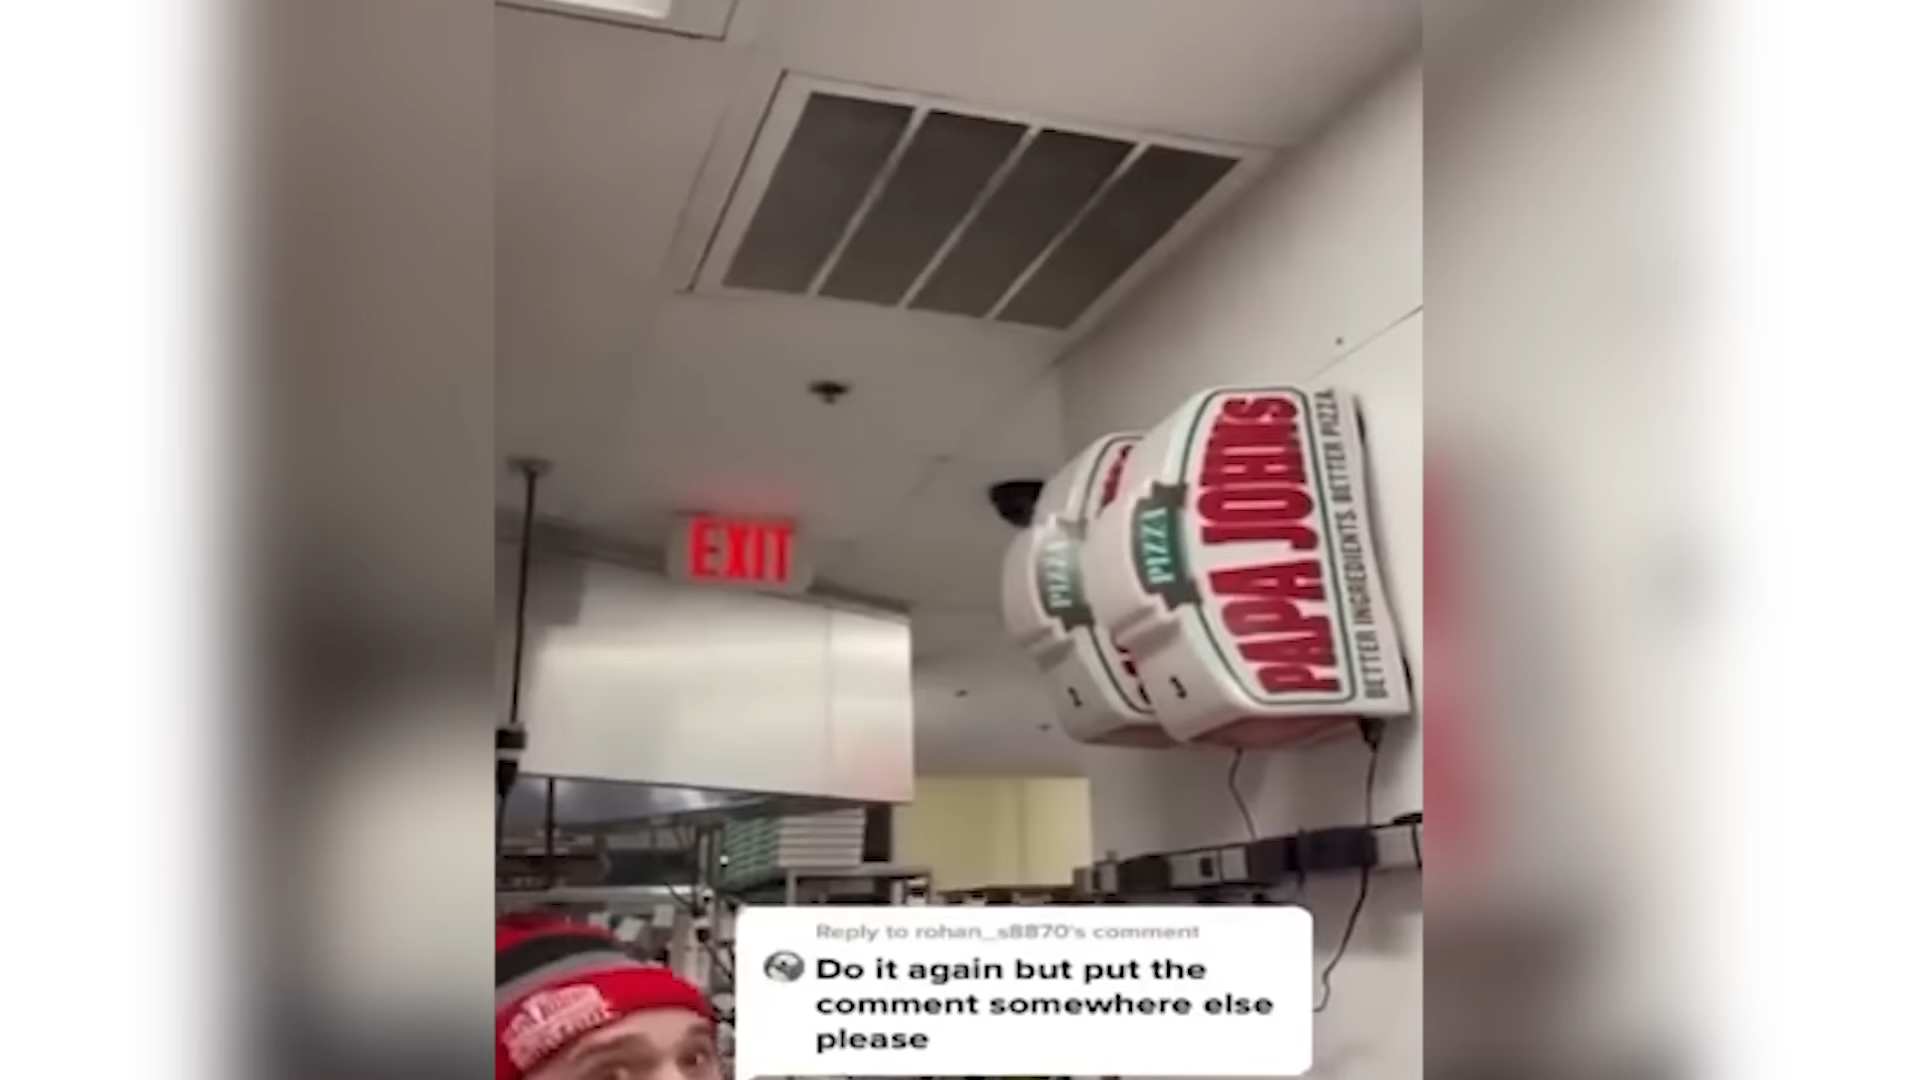 EXIT
PIZZA
PIZZA
PAPA JOHNS
BETTER INGREDIENTS. BETTER PIZZA.
Reply to rohan_s8870's comment
Do it again but put the
comment somewhere else
please